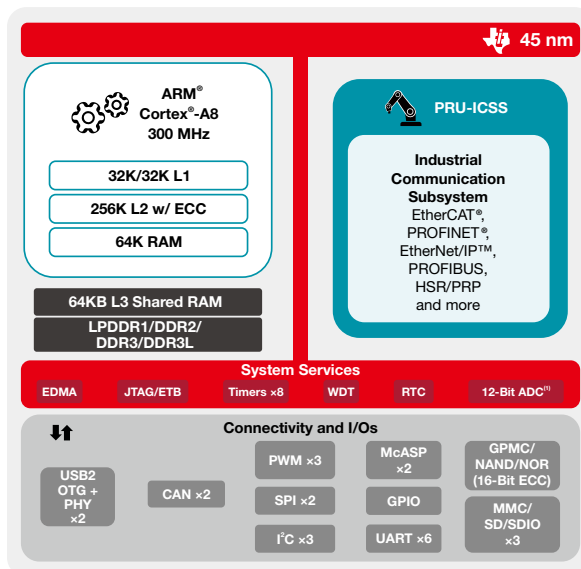 45 nm
ARM®
Cortex®-A8
300 MHz
32K/32K L1
256K L2 w/ ECC
64K RAM
64KB L3 Shared RAM
LPDDR1/DDR2/
DDR3/DDR3L
PRU-ICSS
Industrial
Communication
Subsystem
EtherCAT®,
PROFINET®,
EtherNet/IP™,
PROFIBUS,
HSR/PRP
and more
System Services
EDMA
JTAG/ETB
Timers ×8
WDT
RTC
12-Bit ADC⁽¹⁾
Connectivity and I/Os
USB2
OTG +
PHY
×2
CAN ×2
PWM ×3
SPI ×2
I²C ×3
McASP
×2
GPIO
UART ×6
GPMC/
NAND/NOR
(16-Bit ECC)
MMC/
SD/SDIO
×3